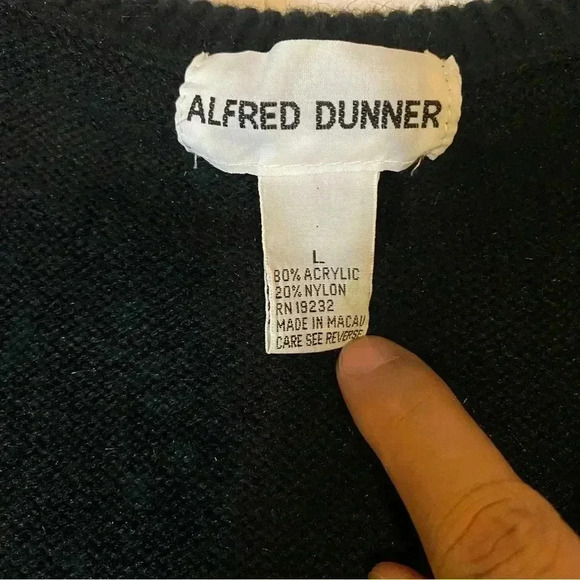 ALFRED DUNNER
L
80% ACRYLIC
20% NYLON
RN 19232
MADE IN MACAU
CARE SEE REVERSE